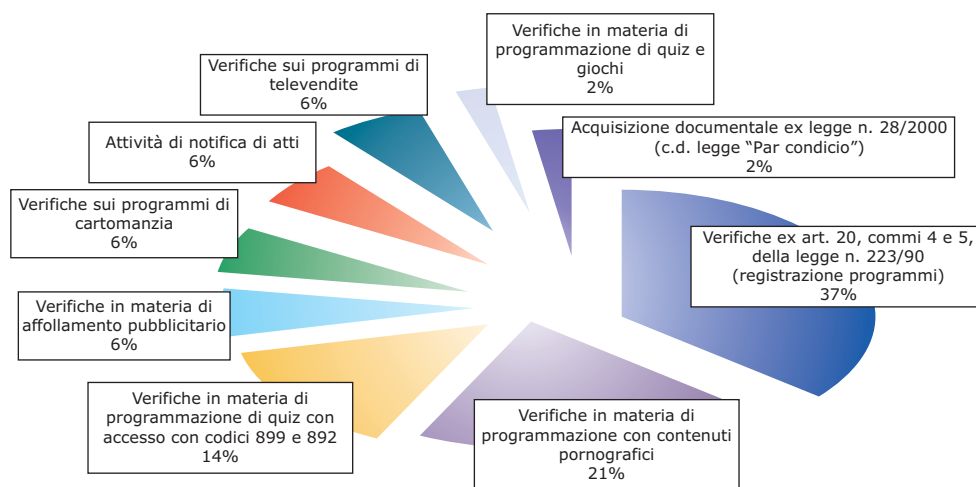 Verifiche in materia di
programmazione di quiz e
giochi
2%
Verifiche sui programmi di
televendite
6%
Acquisizione documentale ex legge n. 28/2000
(c.d. legge “Par condicio”)
2%
Attività di notifica di atti
6%
Verifiche sui programmi di
cartomanzia
6%
Verifiche ex art. 20, commi 4 e 5,
della legge n. 223/90
(registrazione programmi)
37%
Verifiche in materia di
affollamento pubblicitario
6%
Verifiche in materia di
programmazione di quiz con
accesso con codici 899 e 892
14%
Verifiche in materia di
programmazione con contenuti
pornografici
21%